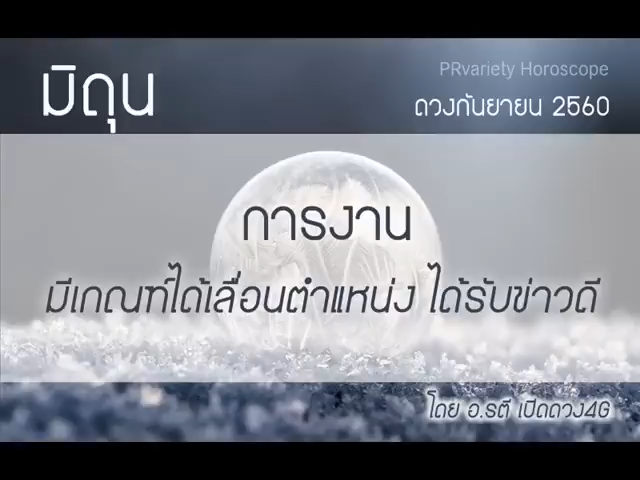 PRvariety Horoscope
มิถุน
ดวงกันยายน 2560
การงาน
มีเกณฑ์ได้เลื่อนตำแหน่ง ได้รับข่าวดี
โดย อ.รตี เปิดดวง4G